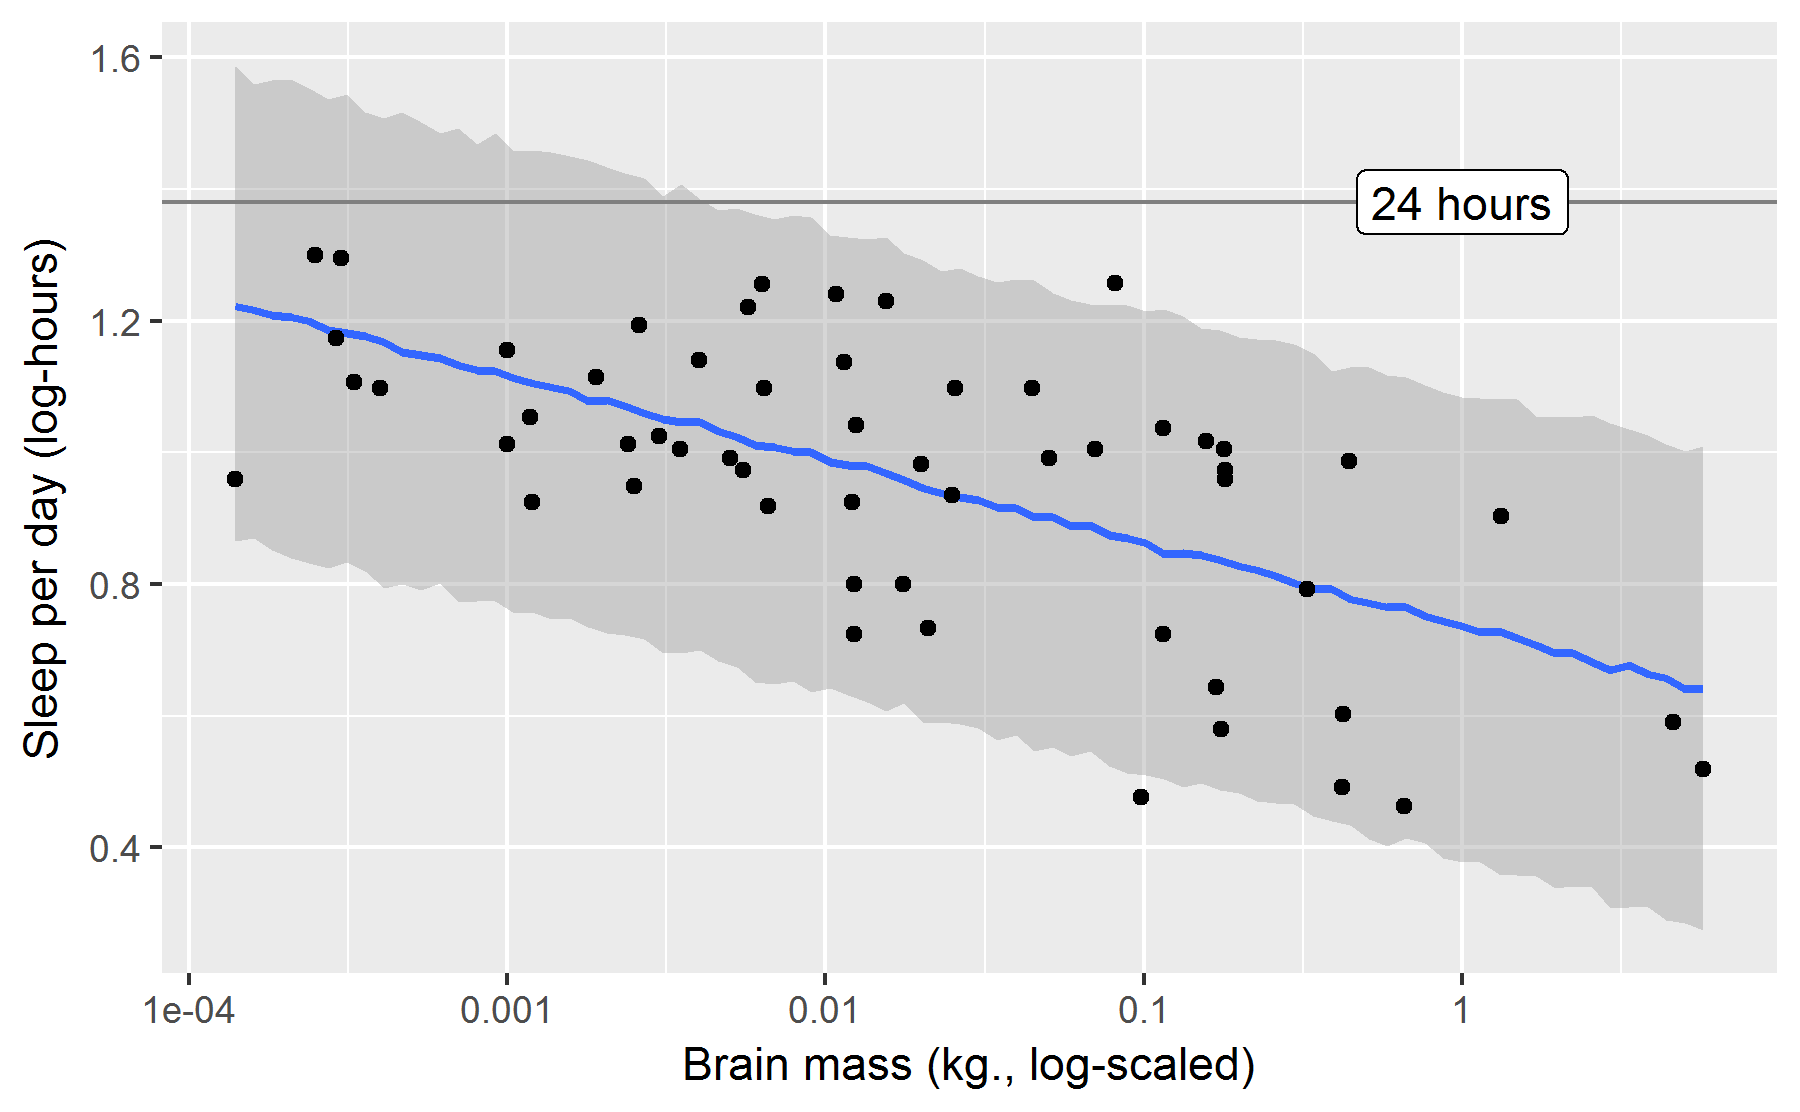 1.6
1.2
0.8
0.4
24 hours
Sleep per day (log-hours)
1e-04 0.001 0.01 0.1 1
Brain mass (kg., log-scaled)